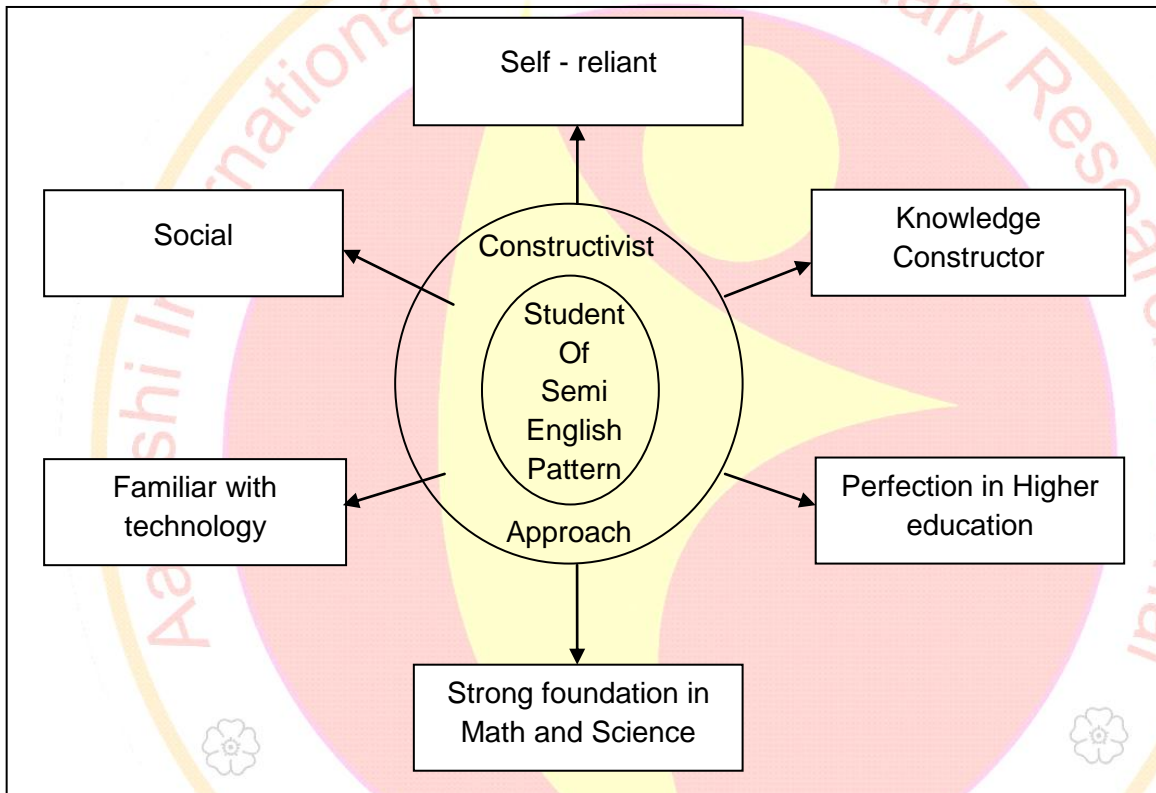 Self - reliant
Social
Knowledge
Constructor
Constructivist
Student
Of
Semi
English
Pattern
Approach
Familiar with
technology
Perfection in Higher
education
Strong foundation in
Math and Science